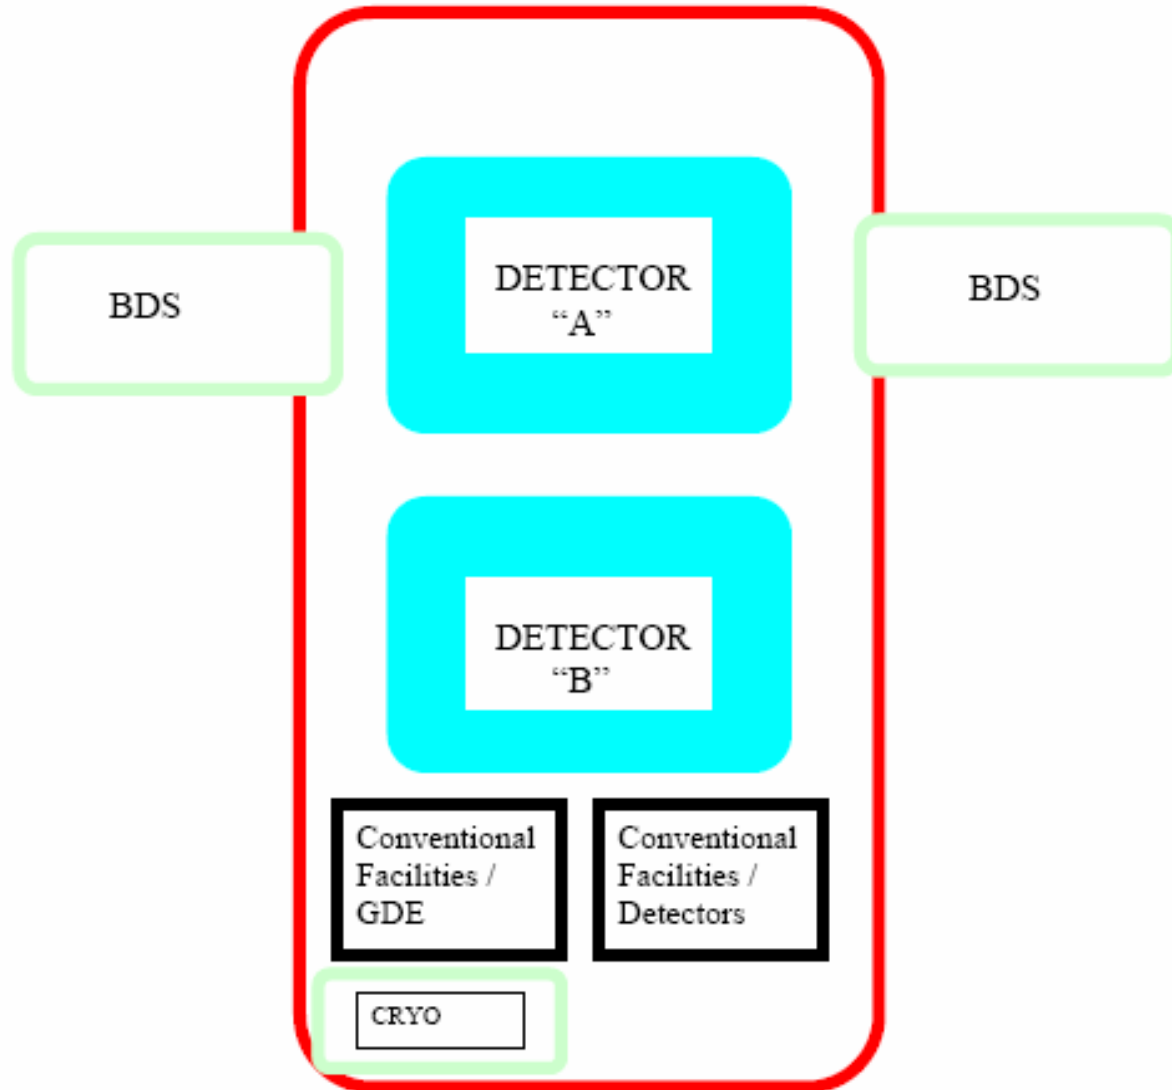 DETECTOR
“A”
BDS
BDS
DETECTOR
“B”
Conventional
Facilities /
GDE
Conventional
Facilities /
Detectors
CRYO